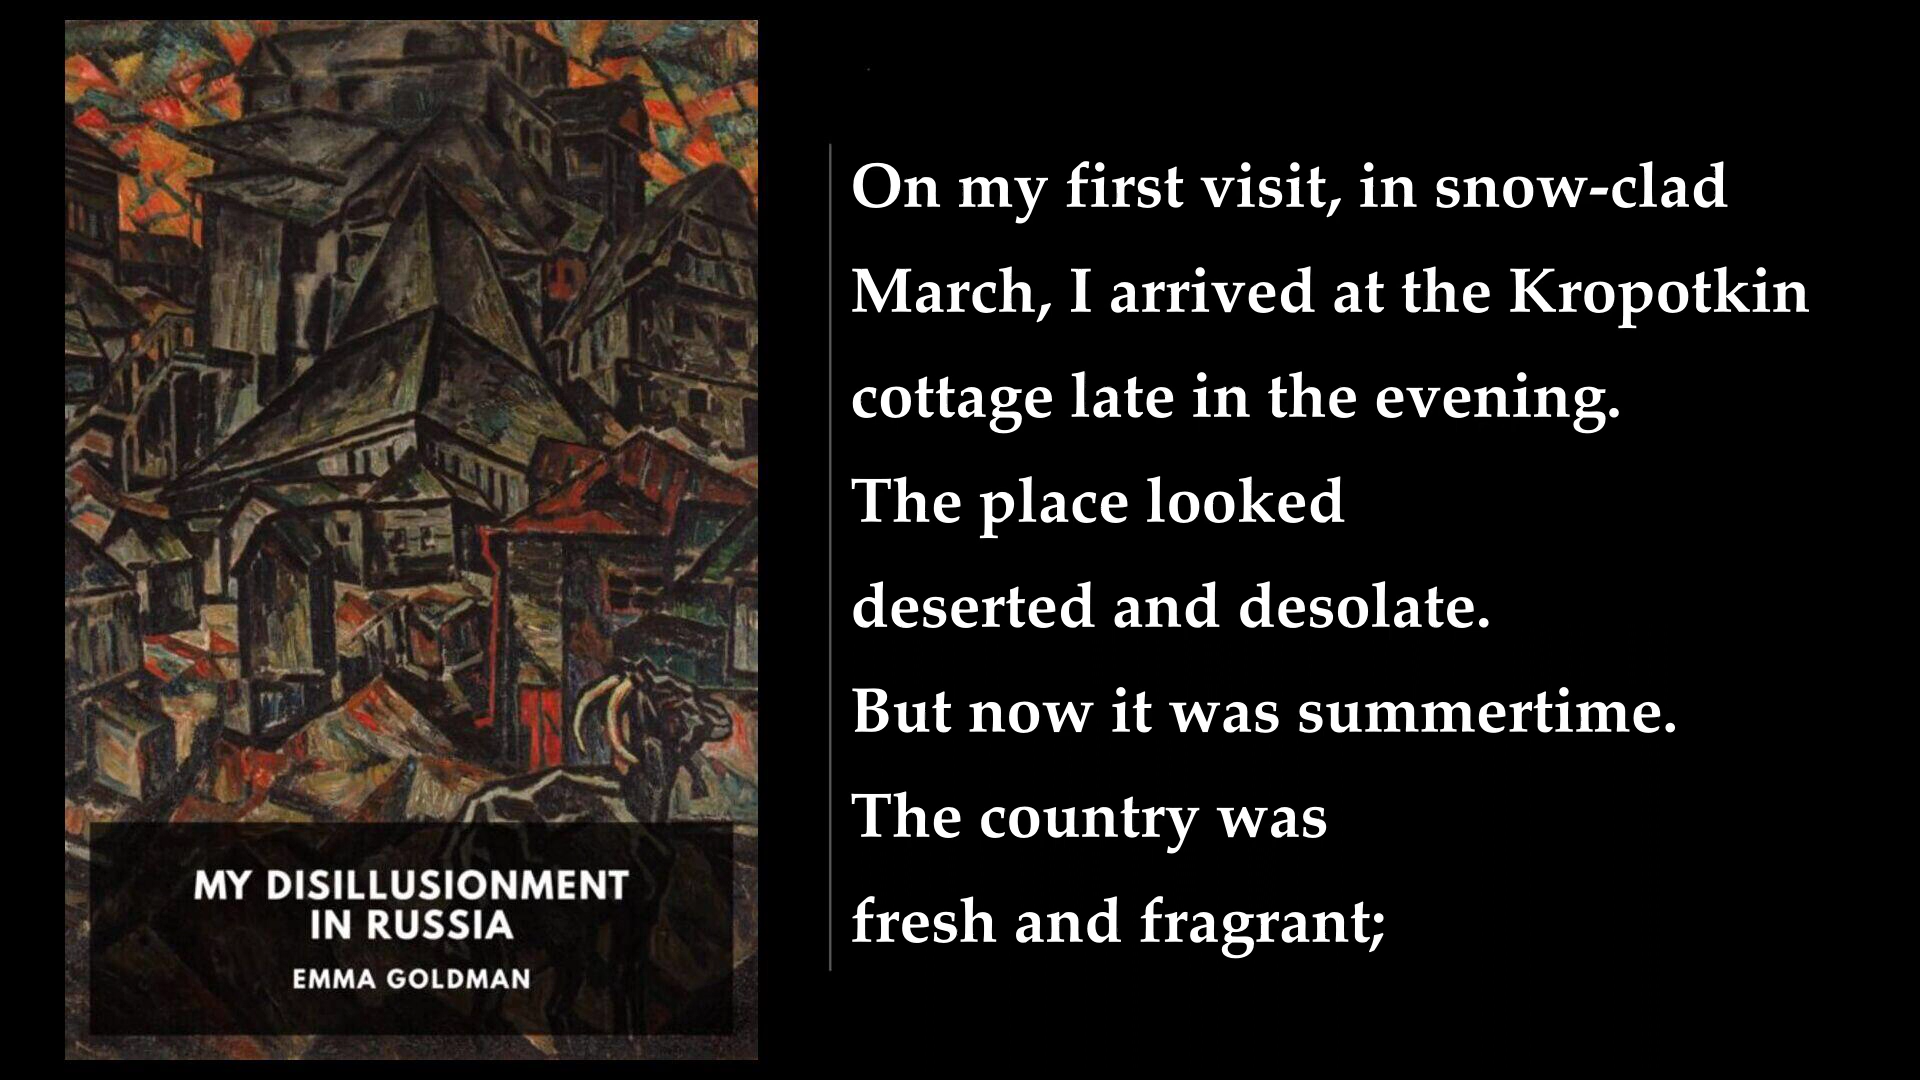 MY DISILLUSIONMENT
IN RUSSIA
EMMA GOLDMAN
On my first visit, in snow-clad
March, I arrived at the Kropotkin
cottage late in the evening.
The place looked
deserted and desolate.
But now it was summertime.
The country was
fresh and fragrant;